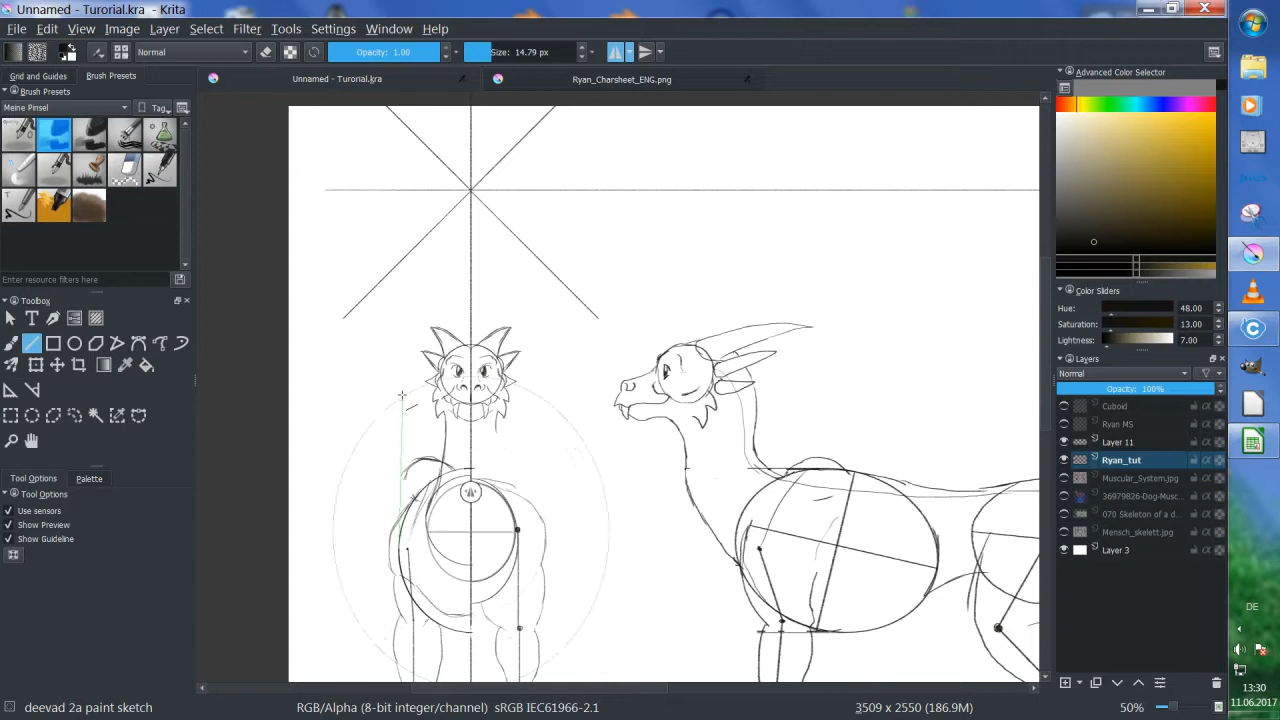 Unnamed - Turorial.kra - Krita
File Edit View Image Layer Select Filter Tools Settings Window Help
Normal Opacity: 1.00 Size: 14.79 px
Grid and Guides Brush Presets
Unnamed - Turorial.kra
Ryan_Charsheet_ENG.png
Advanced Color Selector
Brush Presets
Meine Pinsel
Tag
Enter resource filters here
Toolbox
Color Sliders
Hue: 48.00
Saturation: 13.00
Lightness: 7.00
Layers
Normal
Opacity: 100%
Cuboid
Ryan MS
Layer 11
Ryan_tut
Muscular_System.jpg
36979826-Dog-Musc...
070 Skeleton of a d...
Mensch_skelett.jpg
Layer 3
Tool Options Palette
Tool Options
Use sensors
Show Preview
Show Guideline
DE
deevad 2a paint sketch
RGB/Alpha (8-bit integer/channel) sRGB IEC61966-2.1
3509 x 2550 (186.9M)
50%
13:30
11.06.2017